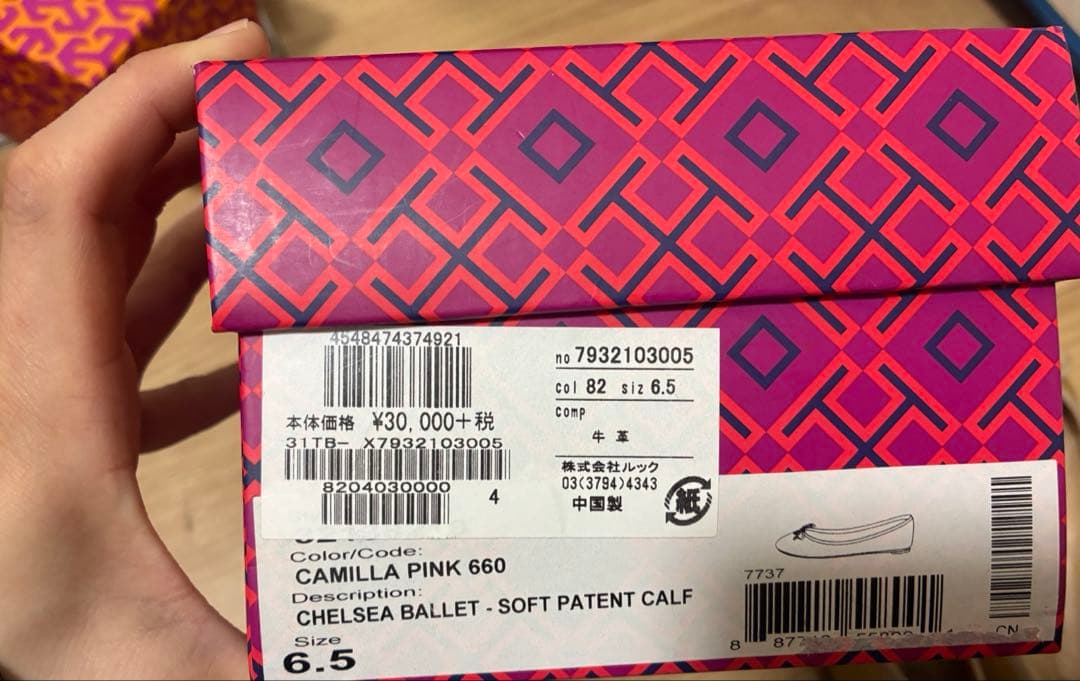 4548474374921
本体価格 ¥30,000+税
31TB- X7932103005
8204030000
4
no 7932103005
col 82 siz 6.5
comp
牛 革
株式会社ルック
03(3794)4343
中国製
紙
Color/Code:
CAMILLA PINK 660
Description:
CHELSEA BALLET - SOFT PATENT CALF
Size
6.5
7737
8
CN